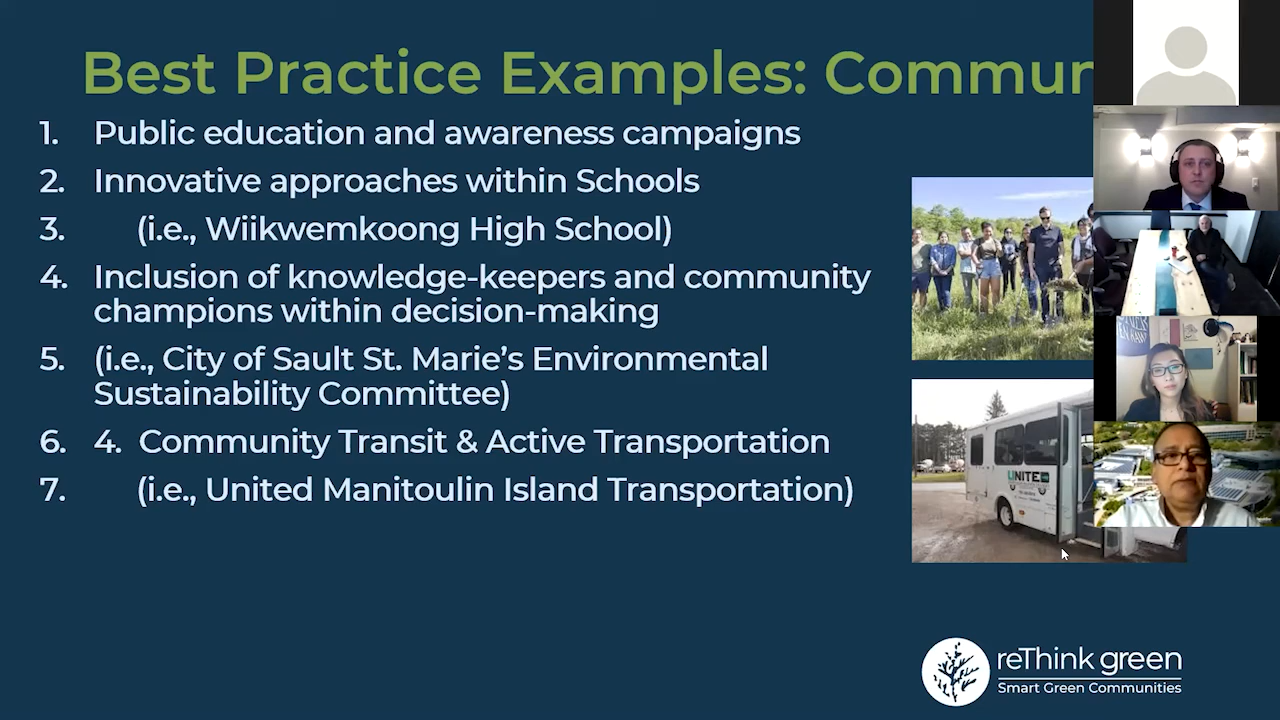 Best Practice Examples: Commun
1. Public education and awareness campaigns
2. Innovative approaches within Schools
3. (i.e., Wiikwemkoong High School)
4. Inclusion of knowledge-keepers and community
champions within decision-making
5. (i.e., City of Sault St. Marie’s Environmental
Sustainability Committee)
6. 4. Community Transit & Active Transportation
7. (i.e., United Manitoulin Island Transportation)
UNITED
reThink green
Smart Green Communities